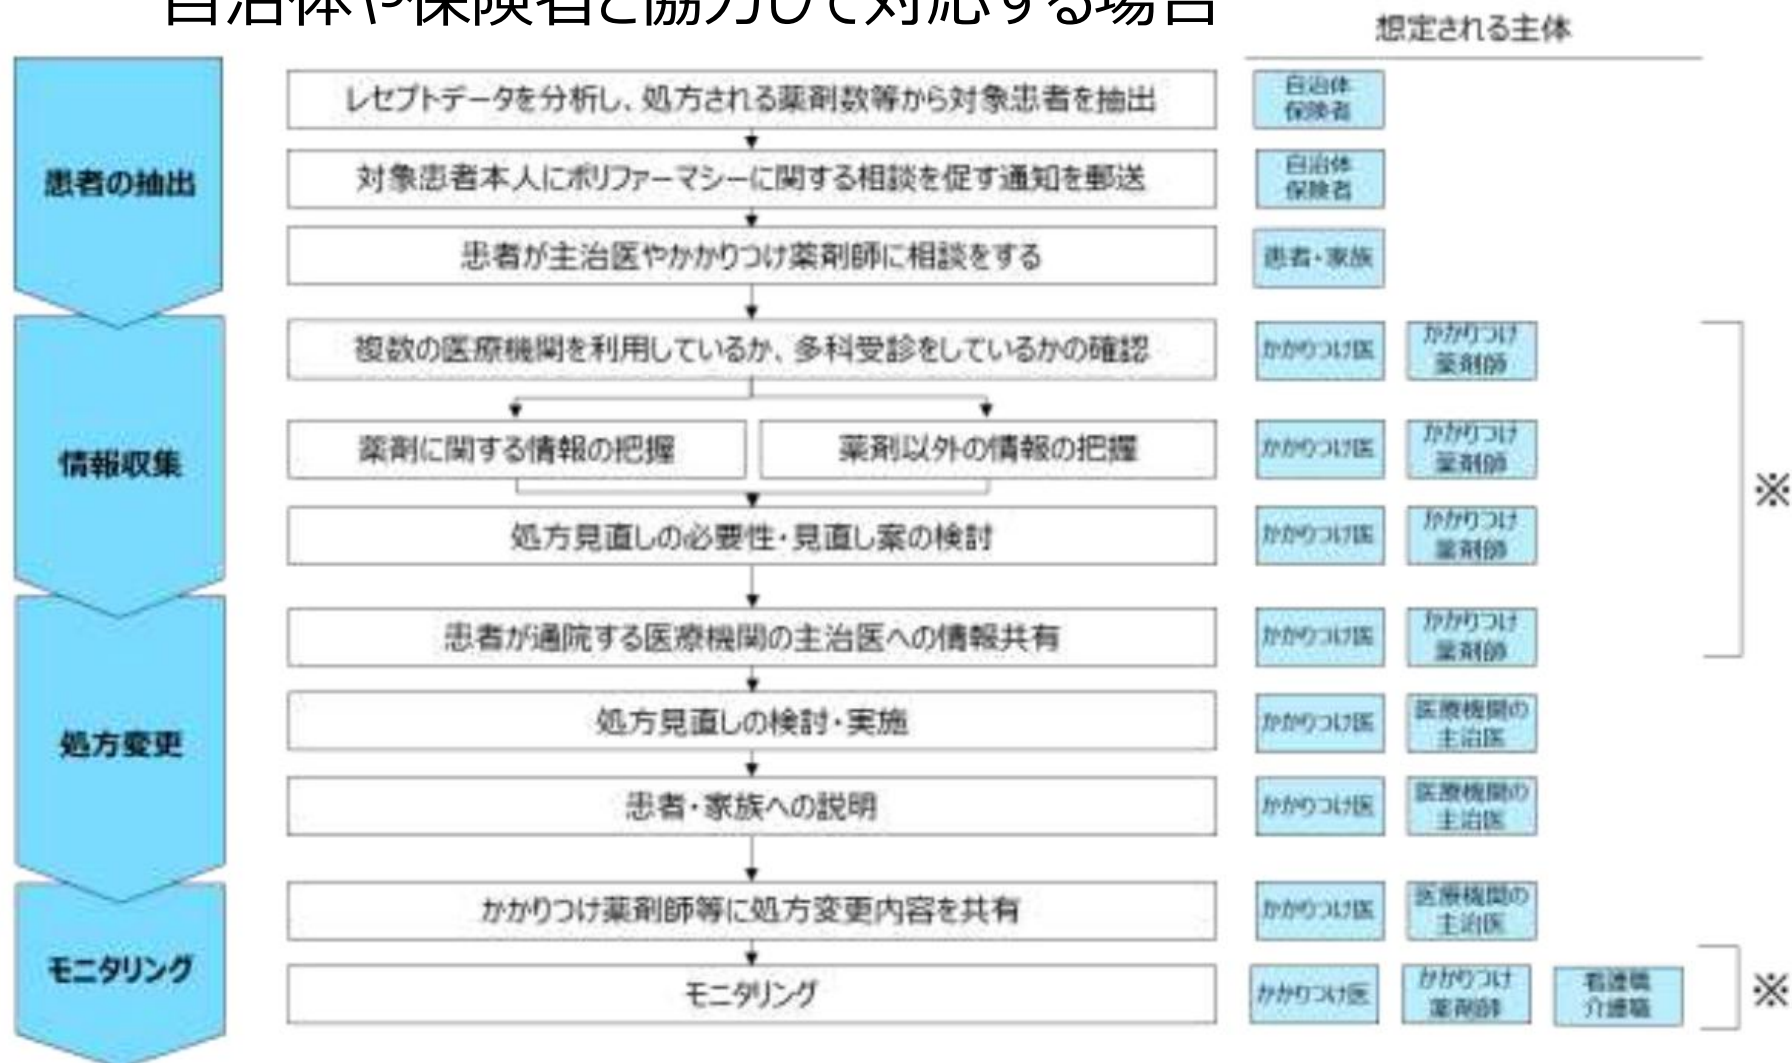 自治体や保険者と協力して対応する場合
想定される主体
患者の抽出
レセプトデータを分析し、処方される薬剤数等から対象患者を抽出
自治体
保険者
対象患者本人にポリファーマシーに関する相談を促す通知を郵送
自治体
保険者
患者が主治医やかかりつけ薬剤師に相談をする
患者・家族
情報収集
複数の医療機関を利用しているか、多科受診をしているかの確認
かかりつけ医
かかりつけ
薬剤師
薬剤に関する情報の把握
薬剤以外の情報の把握
かかりつけ医
かかりつけ
薬剤師
処方見直しの必要性・見直し案の検討
かかりつけ医
かかりつけ
薬剤師
※
処方変更
患者が通院する医療機関の主治医への情報共有
かかりつけ医
かかりつけ
薬剤師
処方見直しの検討・実施
かかりつけ医
医療機関の
主治医
患者・家族への説明
かかりつけ医
医療機関の
主治医
モニタリング
かかりつけ薬剤師等に処方変更内容を共有
かかりつけ医
医療機関の
主治医
モニタリング
かかりつけ医
かかりつけ
薬剤師
看護職
介護職
※